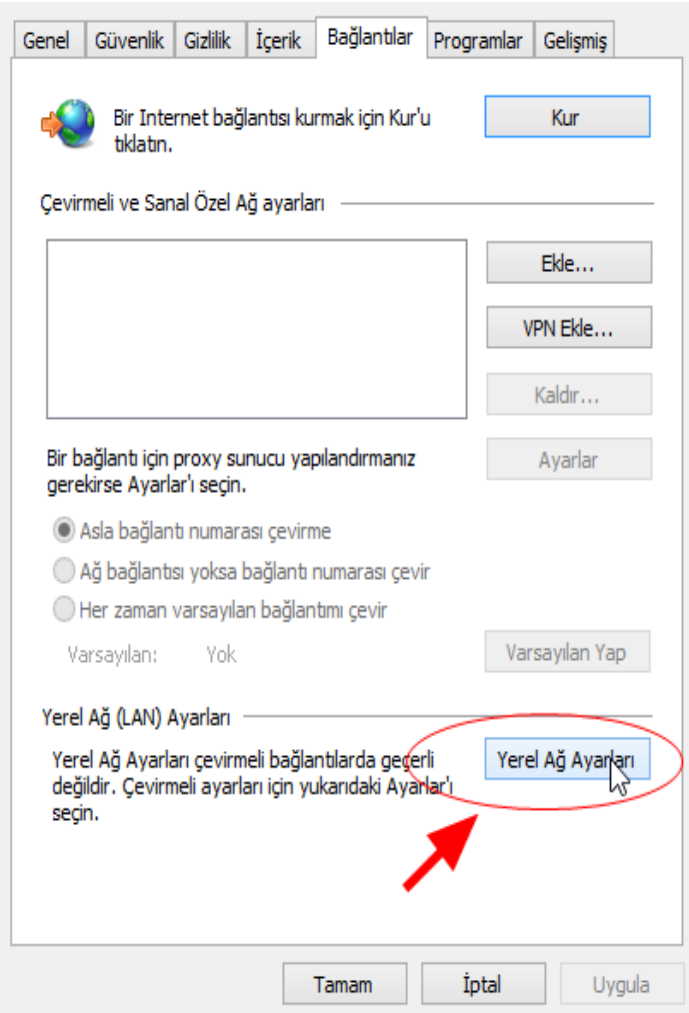 Genel Güvenlik Gizlilik İçerik Bağlantılar Programlar Gelişmiş
Bir Internet bağlantısı kurmak için Kur'u
tıklatın.
Kur
Çevirmeli ve Sanal Özel Ağ ayarları
Ekle...
VPN Ekle...
Kaldır...
Bir bağlantı için proxy sunucu yapılandırmanız
gerekirse Ayarlar'ı seçin.
Ayarlar
Asla bağlantı numarası çevirme
Ağ bağlantısı yoksa bağlantı numarası çevir
Her zaman varsayılan bağlantımı çevir
Varsayılan: Yok
Varsayılan Yap
Yerel Ağ (LAN) Ayarları
Yerel Ağ Ayarları çevirmeli bağlantılarda geçerli
değildir. Çevirmeli ayarları için yukarıdaki Ayarlar'ı
seçin.
Yerel Ağ Ayarları
Tamam İptal Uygula